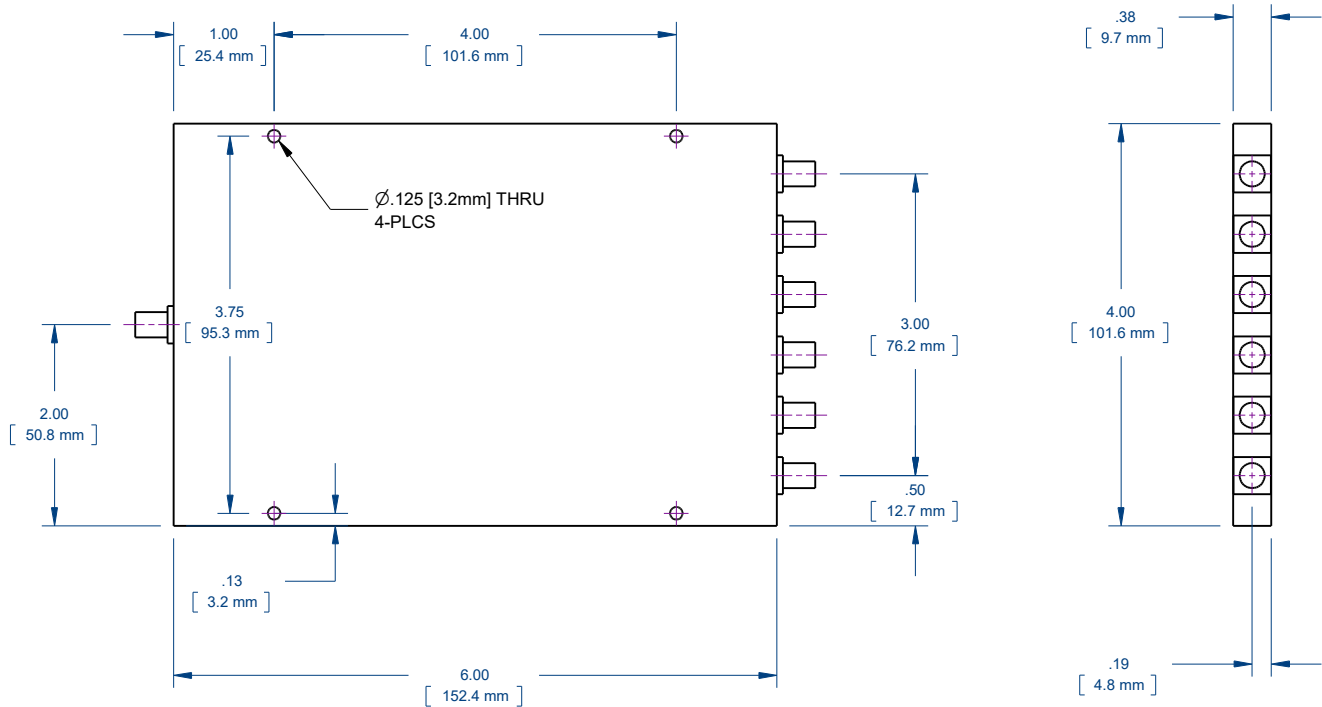 1.00
[ 25.4 mm ]
4.00
[ 101.6 mm ]
.38
[ 9.7 mm ]
Ø.125 [3.2mm] THRU
4-PLCS
3.75
[ 95.3 mm ]
3.00
[ 76.2 mm ]
4.00
[ 101.6 mm ]
2.00
[ 50.8 mm ]
.50
[ 12.7 mm ]
.13
[ 3.2 mm ]
6.00
[ 152.4 mm ]
.19
[ 4.8 mm ]